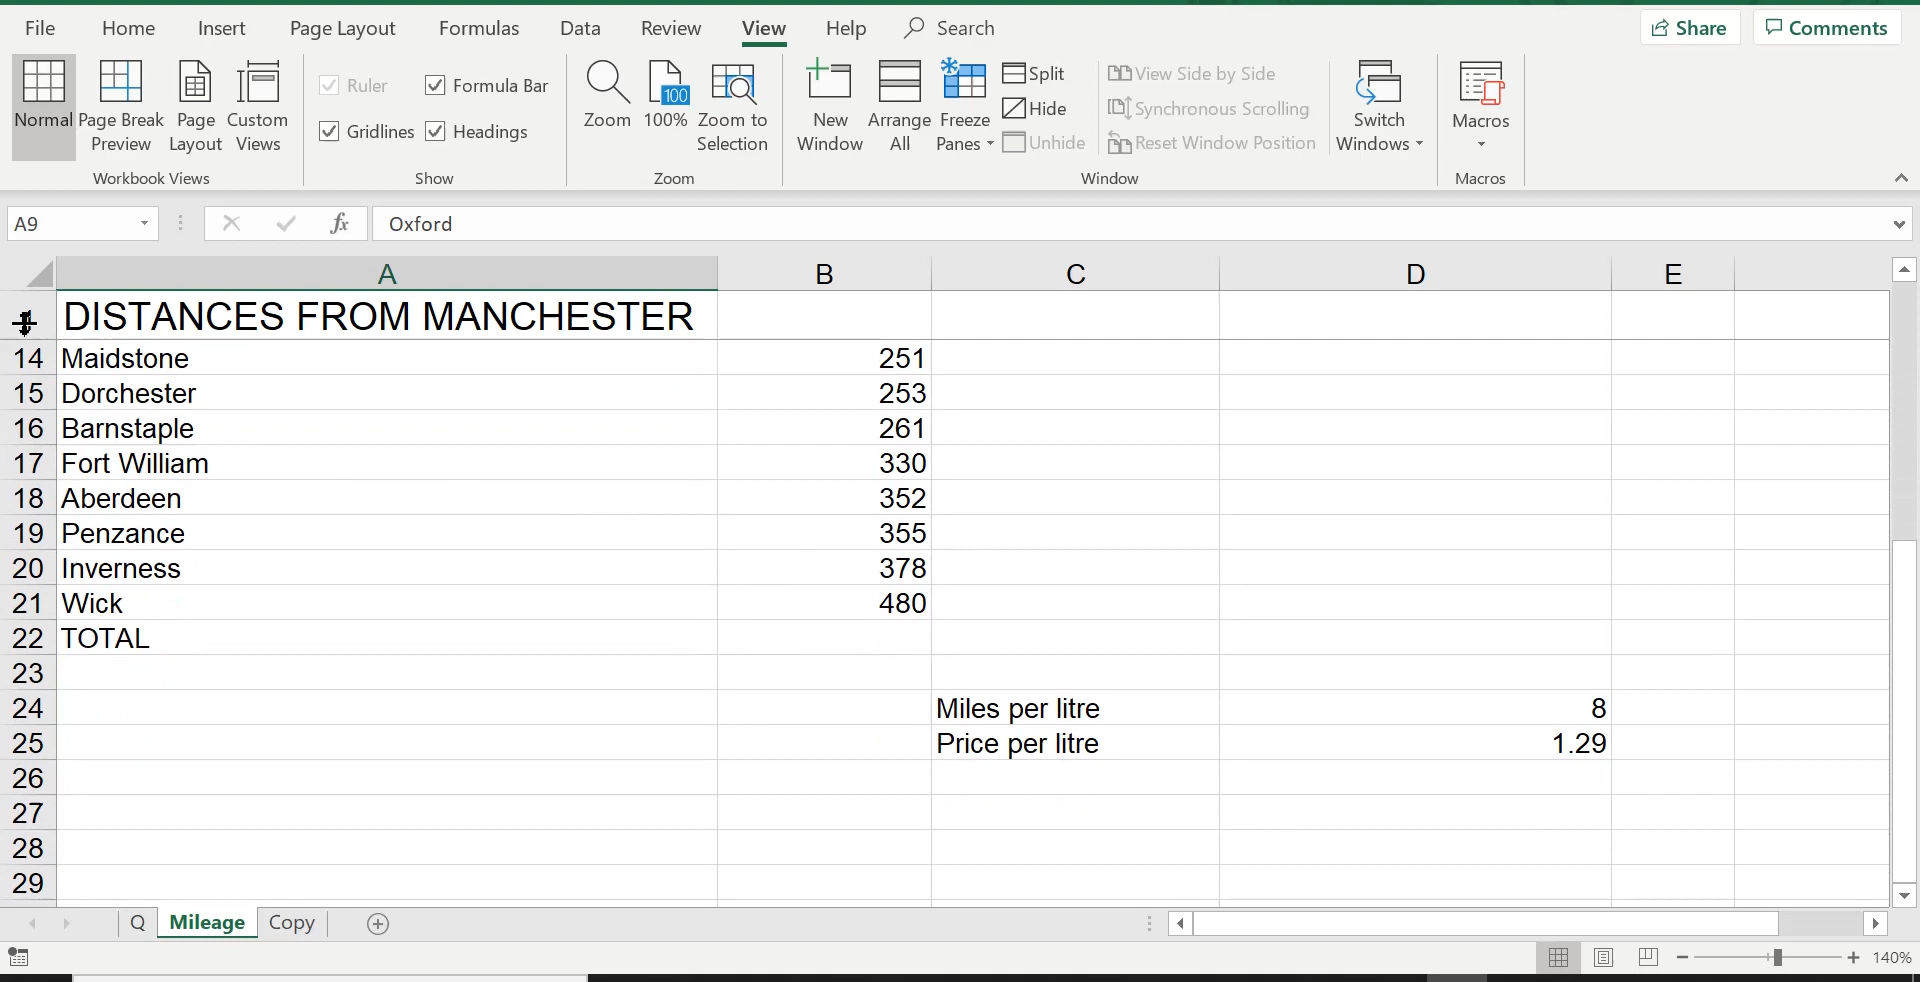 File Home Insert Page Layout Formulas Data Review View Help Search Share Comments
Normal Page Break Preview Page Layout Custom Views
Workbook Views
Ruler Formula Bar
Gridlines Headings
Show
Zoom 100 100% Zoom to Selection
Zoom
New Window Arrange All Freeze Panes
Split
Hide
Unhide
View Side by Side
Synchronous Scrolling
Reset Window Position
Switch Windows
Window
Macros
Macros
A9 fx Oxford
A B C D E
DISTANCES FROM MANCHESTER
14 Maidstone 251
15 Dorchester 253
16 Barnstaple 261
17 Fort William 330
18 Aberdeen 352
19 Penzance 355
20 Inverness 378
21 Wick 480
22 TOTAL
23
24 Miles per litre 8
25 Price per litre 1.29
26
27
28
29
Q Mileage Copy
140%